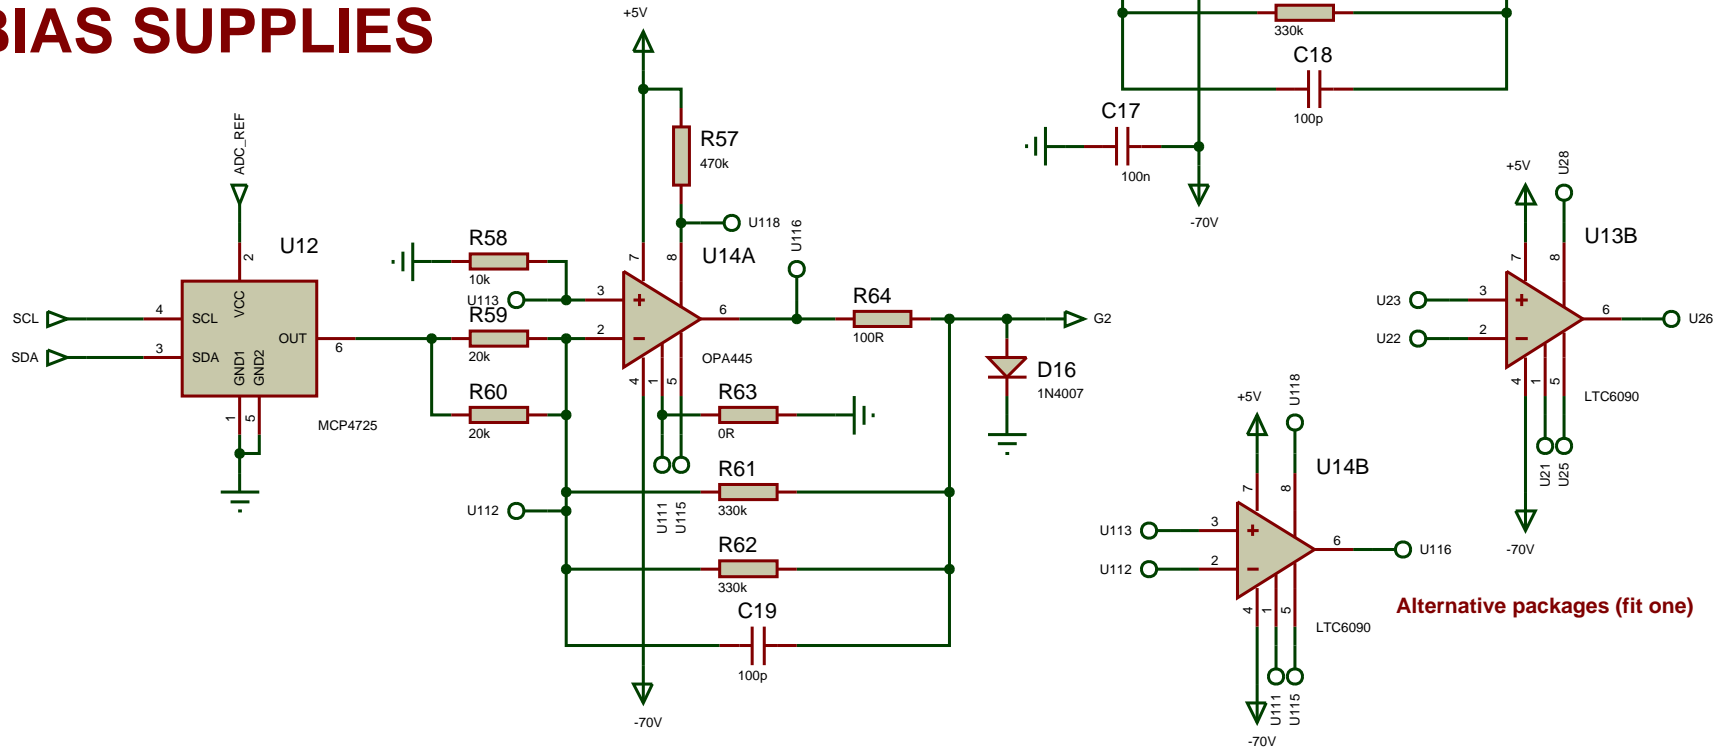 BIAS SUPPLIES
+5V
330k
C18
100p
C17
100n
-70V
ADC_REF
R57
470k
U118
U116
+5V
U28
U13B
U12
2
VCC
SCL
4
SCL
SDA
3
SDA
OUT
6
GND1
GND2
1
5
MCP4725
R58
10k
U113
R59
20k
R60
20k
7
8
U14A
3
+
2
−
6
OPA445
4
1
5
R64
100R
G2
D16
1N4007
R63
0R
R61
330k
U111
U115
U112
R62
330k
C19
100p
-70V
7
8
U23
3
+
U22
2
−
6
U26
4
1
5
LTC6090
U21
U25
-70V
+5V
U118
U14B
7
8
U113
3
+
U112
2
−
6
U116
4
1
5
LTC6090
U111
U115
-70V
Alternative packages (fit one)